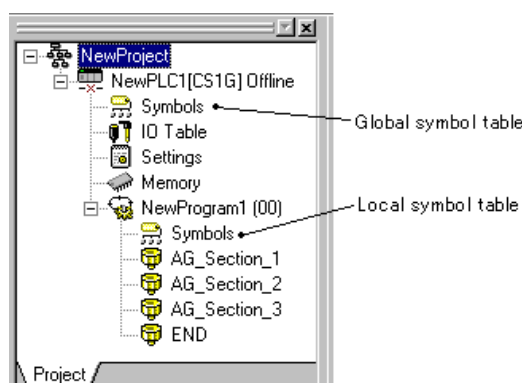 NewProject
NewPLC1[CS1G] Offline
Symbols
Global symbol table
IO Table
Settings
Memory
NewProgram1 (00)
Local symbol table
Symbols
AG_Section_1
AG_Section_2
AG_Section_3
END
Project